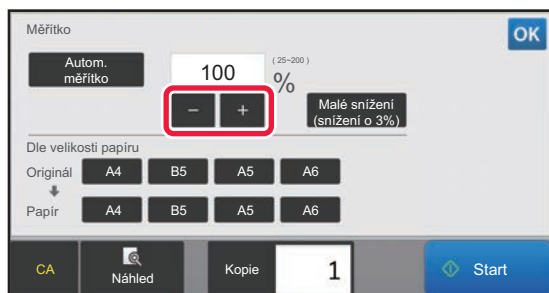 Měřítko
OK
Autom.
měřítko
100
(25~200)
%
− +
Malé snížení
(snížení o 3%)
Dle velikosti papíru
Originál A4 B5 A5 A6
Papír A4 B5 A5 A6
CA
Náhled
Kopie
1
Start